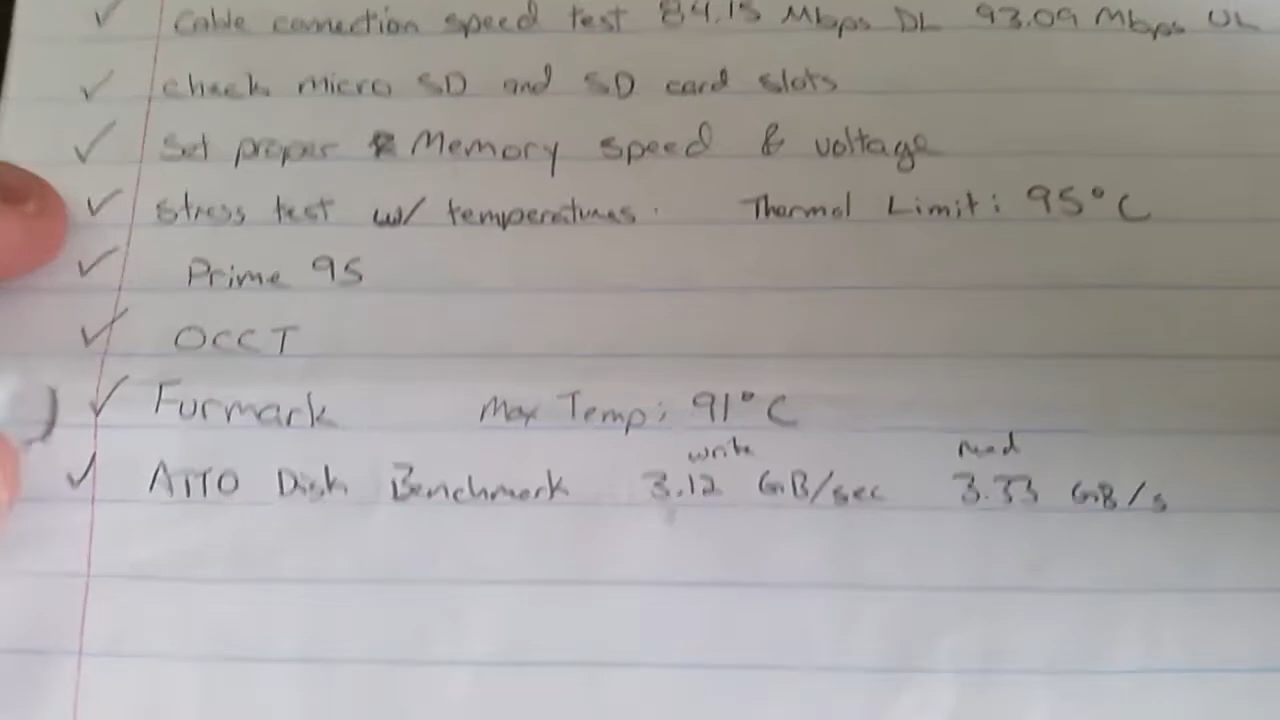 ✓ Cable connection speed test 84.15 Mbps DL 93.09 Mbps UL
✓ check micro SD and SD card slots
✓ Set proper Memory speed & voltage
✓ Stress test w/ temperatures. Thermal Limit: 95°C
✓ Prime 95
✓ OCCT
✓ Furmark Max Temp: 91°C
write read
✓ ATTO Disk Benchmark 3.12 GB/sec 3.33 GB/s